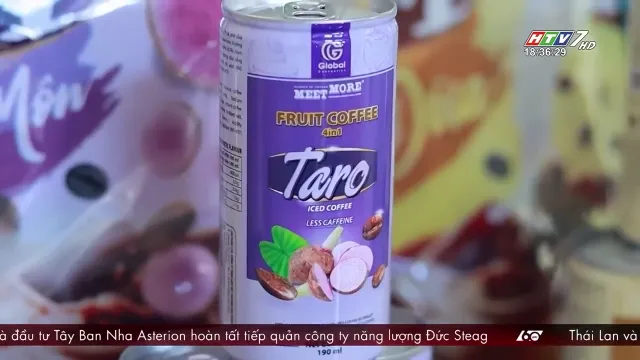 HTV7 HD
18:36:29
Global
MEET MORE
FRUIT COFFEE
4in1
Taro
ICED COFFEE
LESS CAFFEINE
190 ml
Môn
à đầu tư Tây Ban Nha Asterion hoàn tất tiếp quản công ty năng lượng Đức Steag
Thái Lan và